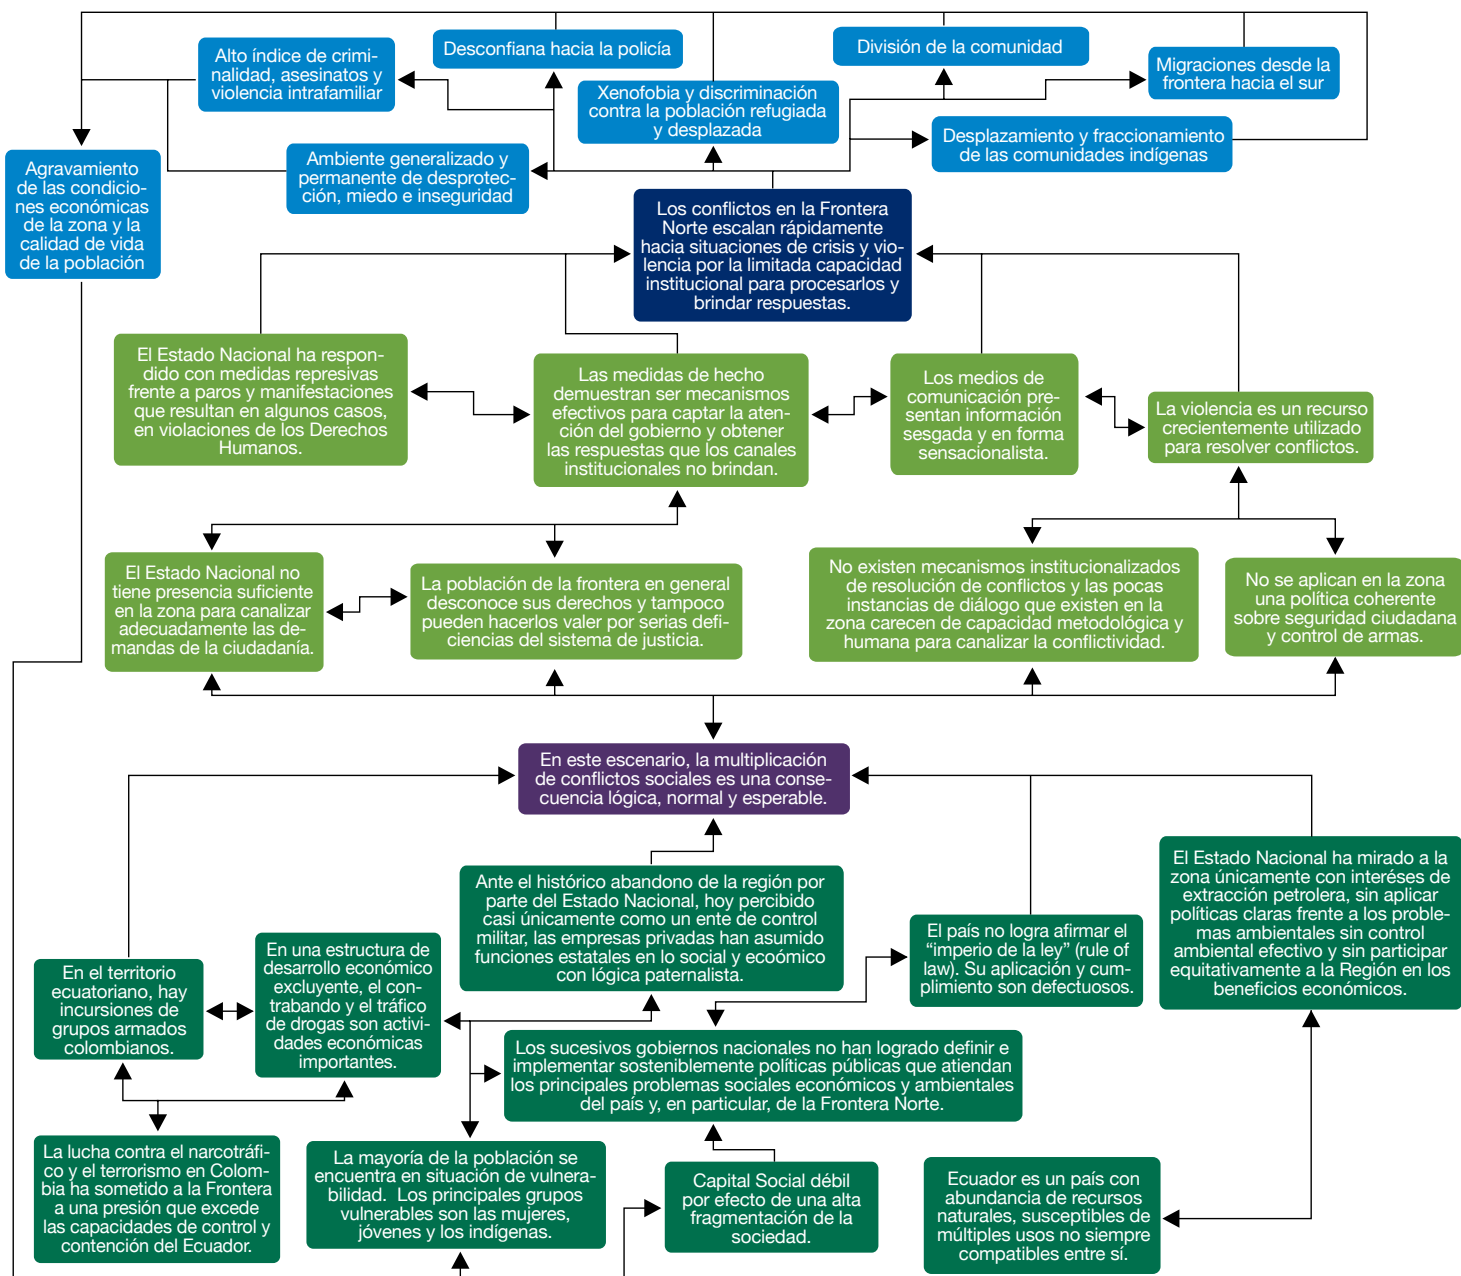 Alto índice de crimi-
nalidad, asesinatos y
violencia intrafamiliar
Desconfiana hacia la policía
División de la comunidad
Migraciones desde la
frontera hacia el sur
Xenofobia y discriminación
contra la población refugiada
y desplazada
Desplazamiento y fraccionamiento
de las comunidades indígenas
Ambiente generalizado y
permanente de desprotec-
ción, miedo e inseguridad
Agravamiento
de las condicio-
nes económicas
de la zona y la
calidad de vida
de la población
Los conflictos en la Frontera
Norte escalan rápidamente
hacia situaciones de crisis y vio-
lencia por la limitada capacidad
institucional para procesarlos y
brindar respuestas.
El Estado Nacional ha respon-
dido con medidas represivas
frente a paros y manifestaciones
que resultan en algunos casos,
en violaciones de los Derechos
Humanos.
Las medidas de hecho
demuestran ser mecanismos
efectivos para captar la aten-
ción del gobierno y obtener
las respuestas que los canales
institucionales no brindan.
Los medios de
comunicación pre-
sentan información
sesgada y en forma
sensacionalista.
La violencia es un recurso
crecientemente utilizado
para resolver conflictos.
El Estado Nacional no
tiene presencia suficiente
en la zona para canalizar
adecuadamente las de-
mandas de la ciudadanía.
La población de la frontera en general
desconoce sus derechos y tampoco
pueden hacerlos valer por serias defi-
ciencias del sistema de justicia.
No existen mecanismos institucionalizados
de resolución de conflictos y las pocas
instancias de diálogo que existen en la
zona carecen de capacidad metodológica y
humana para canalizar la conflictividad.
No se aplican en la zona
una política coherente
sobre seguridad ciudadana
y control de armas.
En este escenario, la multiplicación
de conflictos sociales es una conse-
cuencia lógica, normal y esperable.
Ante el histórico abandono de la región por
parte del Estado Nacional, hoy percibido
casi únicamente como un ente de control
militar, las empresas privadas han asumido
funciones estatales en lo social y ecoómico
con lógica paternalista.
El Estado Nacional ha mirado a la
zona únicamente con interéses de
extracción petrolera, sin aplicar
políticas claras frente a los proble-
mas ambientales sin control
ambiental efectivo y sin participar
equitativamente a la Región en los
beneficios económicos.
El país no logra afirmar el
“imperio de la ley” (rule of
law). Su aplicación y cum-
plimiento son defectuosos.
En una estructura de
desarrollo económico
excluyente, el con-
trabando y el tráfico
de drogas son activi-
dades económicas
importantes.
En el territorio
ecuatoriano, hay
incursiones de
grupos armados
colombianos.
Los sucesivos gobiernos nacionales no han logrado definir e
implementar sosteniblemente políticas públicas que atiendan
los principales problemas sociales económicos y ambientales
del país y, en particular, de la Frontera Norte.
La lucha contra el narcotráfi-
co y el terrorismo en Colom-
bia ha sometido a la Frontera
a una presión que excede
las capacidades de control y
contención del Ecuador.
La mayoría de la población se
encuentra en situación de vulnera-
bilidad. Los principales grupos
vulnerables son las mujeres,
jóvenes y los indígenas.
Capital Social débil
por efecto de una alta
fragmentación de la
sociedad.
Ecuador es un país con
abundancia de recursos
naturales, susceptibles de
múltiples usos no siempre
compatibles entre sí.